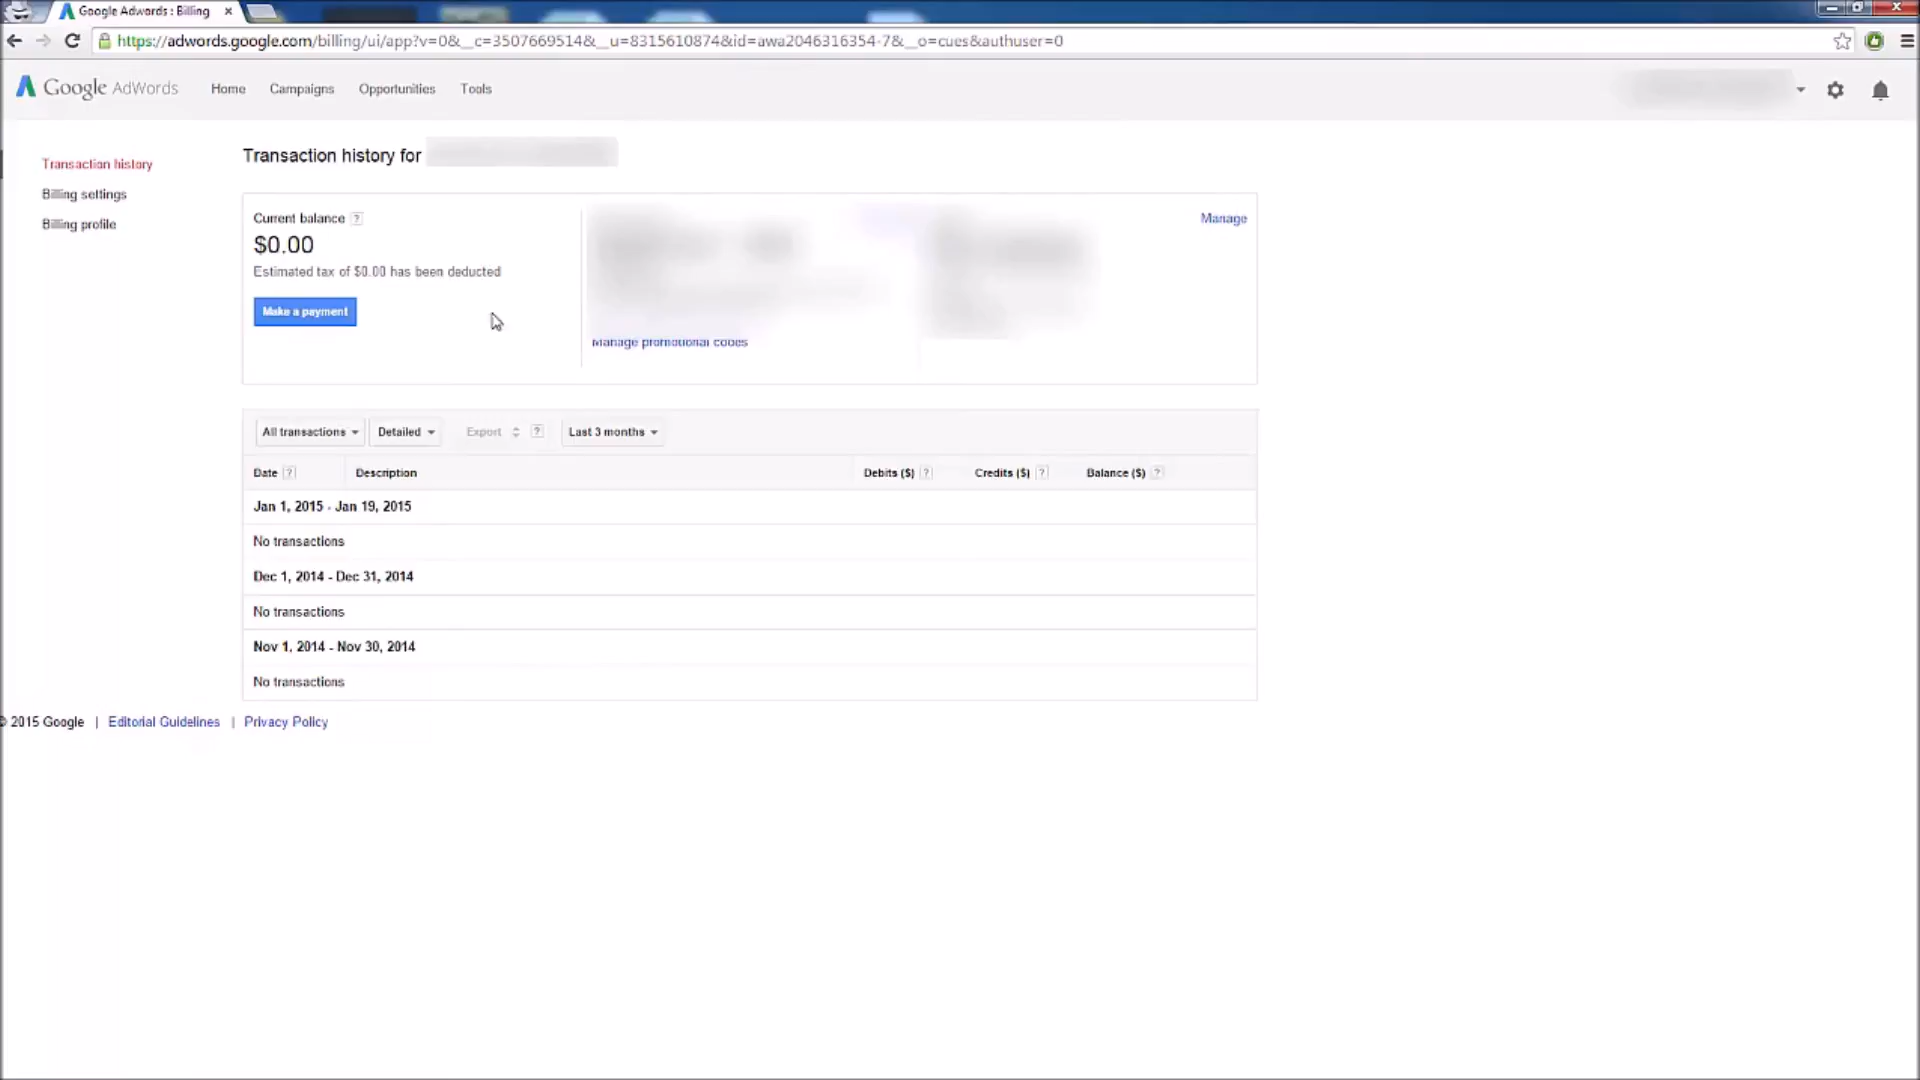 Google Adwords : Billing
https://adwords.google.com/billing/ui/app?v=0&__c=3507669514&__u=8315610874&id=awa2046316354-7&__o=cues&authuser=0
Google AdWords Home Campaigns Opportunities Tools
Transaction history
Billing settings
Billing profile
Transaction history for
Current balance ?
$0.00
Estimated tax of $0.00 has been deducted
Make a payment
Manage promotional codes
Manage
All transactions Detailed Export ? Last 3 months
Date ? Description Debits ($) ? Credits ($) ? Balance ($) ?
Jan 1, 2015 - Jan 19, 2015
No transactions
Dec 1, 2014 - Dec 31, 2014
No transactions
Nov 1, 2014 - Nov 30, 2014
No transactions
© 2015 Google | Editorial Guidelines | Privacy Policy